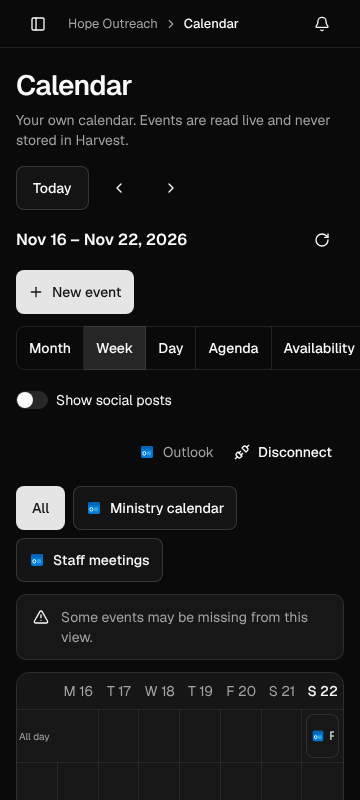 Hope Outreach > Calendar
Calendar
Your own calendar. Events are read live and never
stored in Harvest.
Today
Nov 16 – Nov 22, 2026
New event
Month Week Day Agenda Availability
Show social posts
Outlook Disconnect
All Ministry calendar
Staff meetings
Some events may be missing from this
view.
M 16 T 17 W 18 T 19 F 20 S 21 S 22
All day